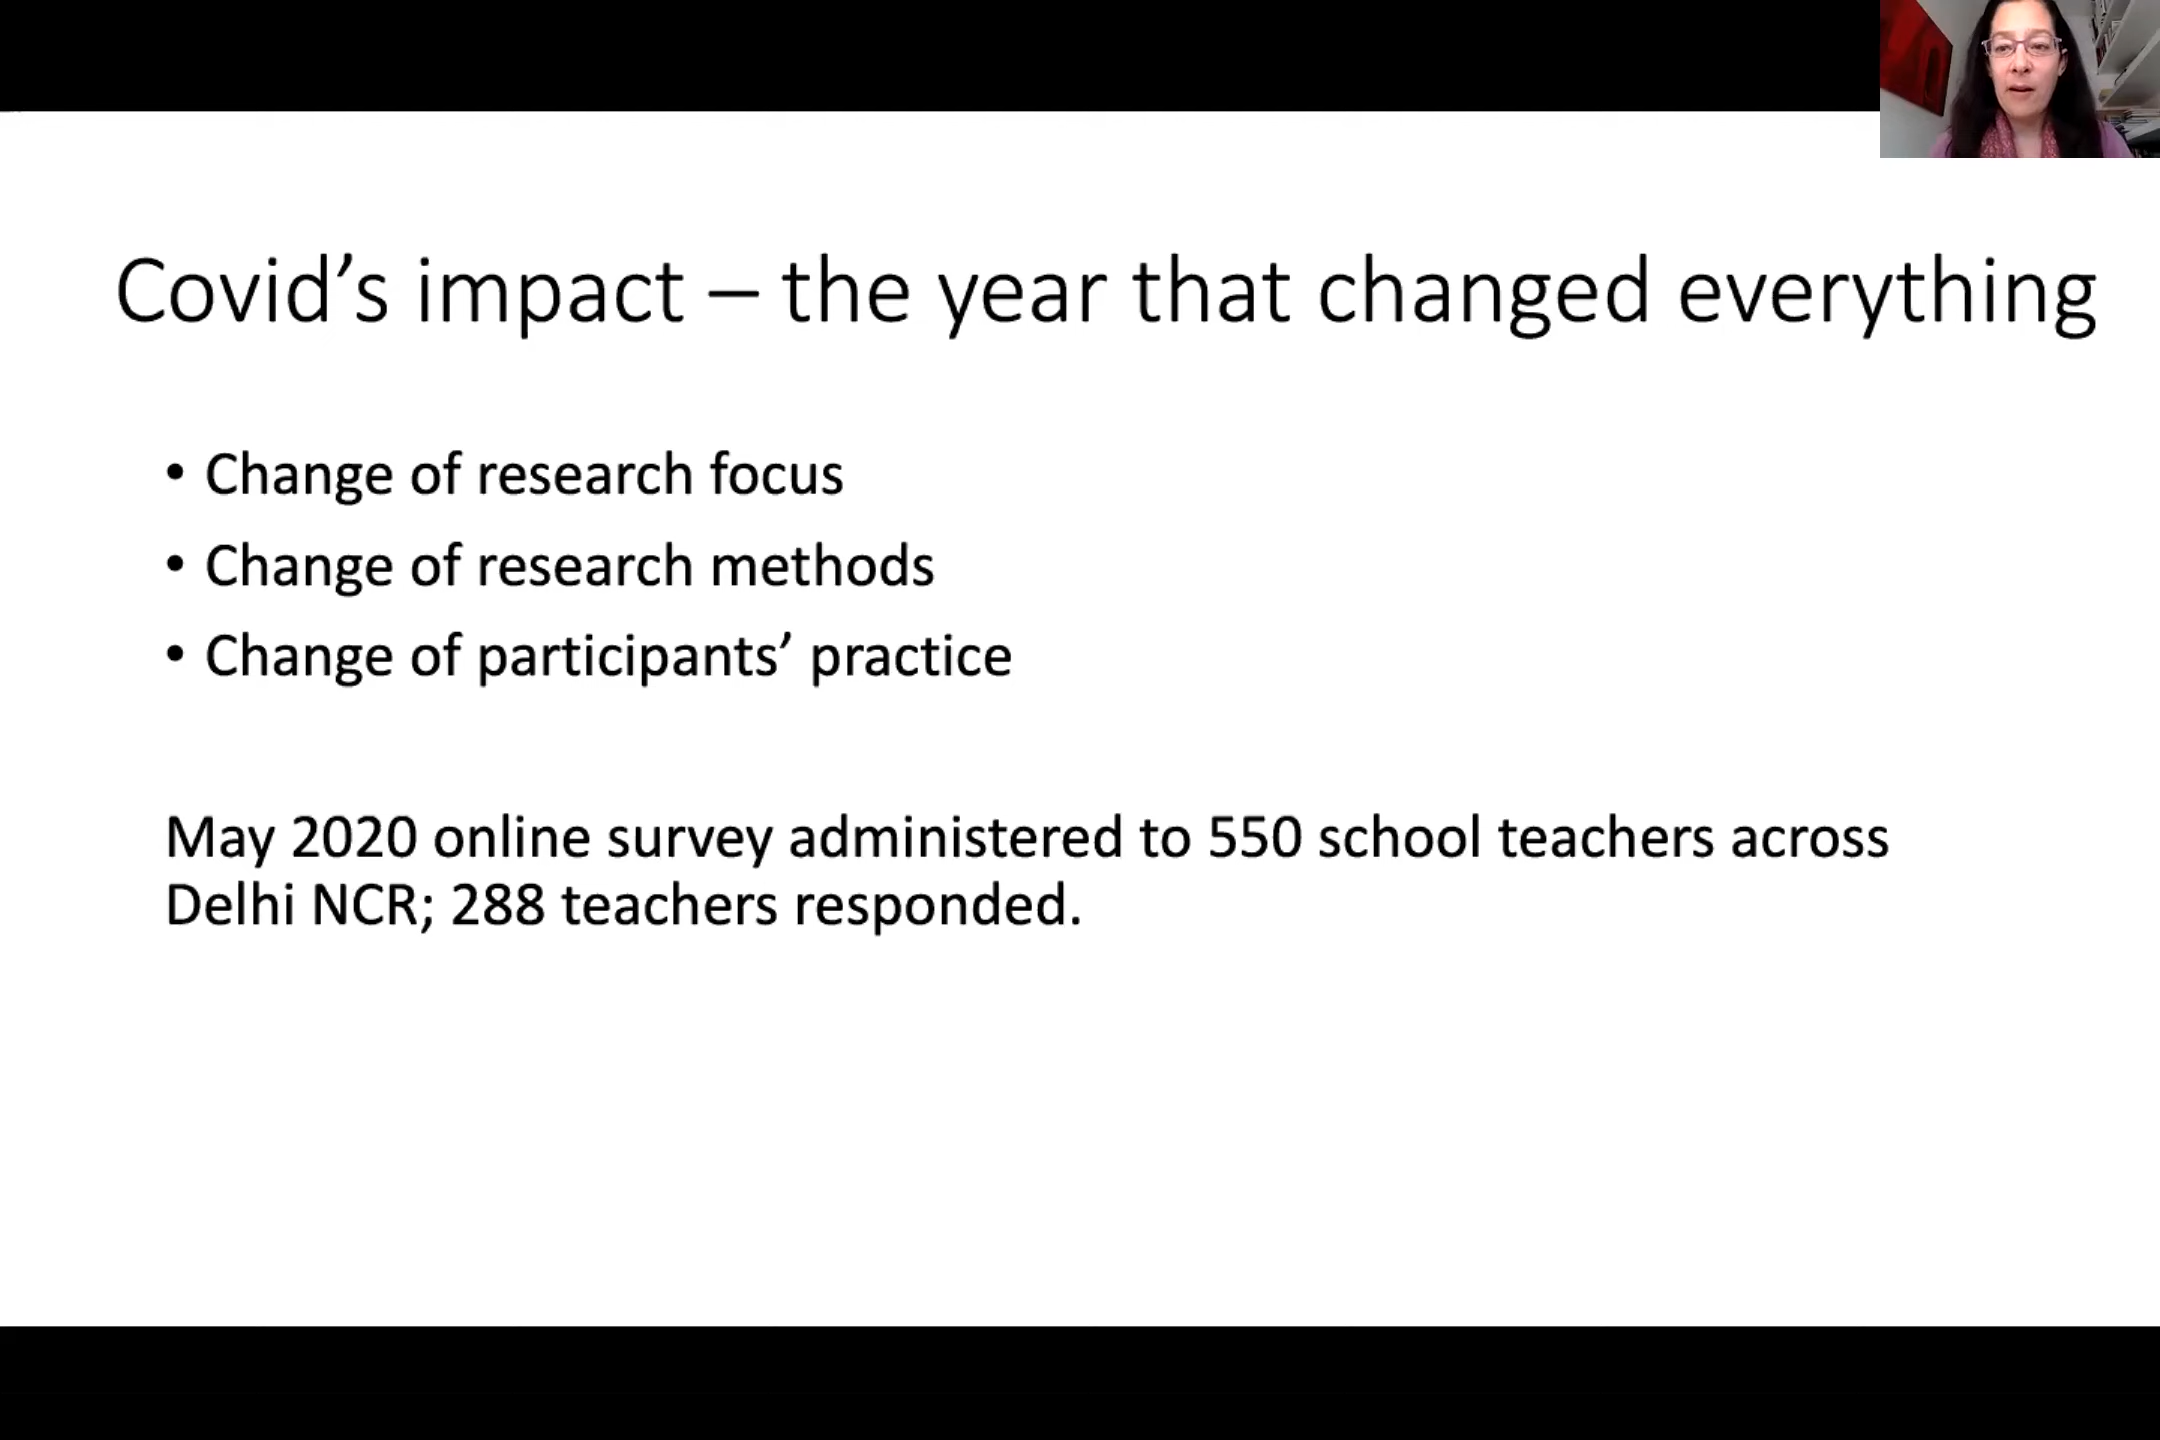 Covid’s impact – the year that changed everything
• Change of research focus
• Change of research methods
• Change of participants’ practice
May 2020 online survey administered to 550 school teachers across
Delhi NCR; 288 teachers responded.